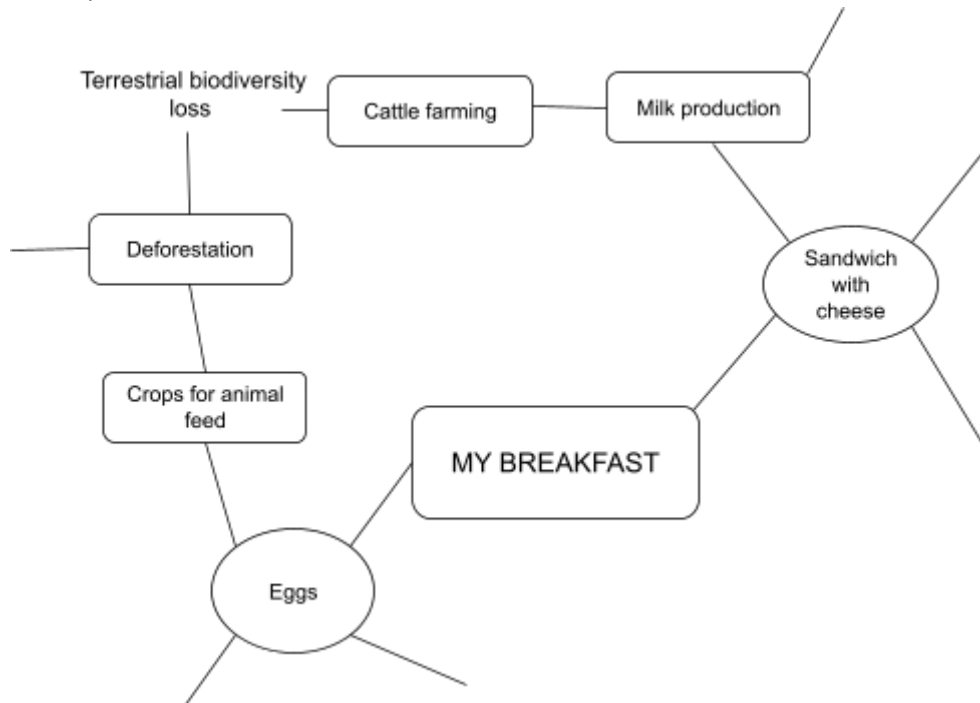 Terrestrial biodiversity
loss
Cattle farming
Milk production
Deforestation
Sandwich
with
cheese
Crops for animal
feed
MY BREAKFAST
Eggs